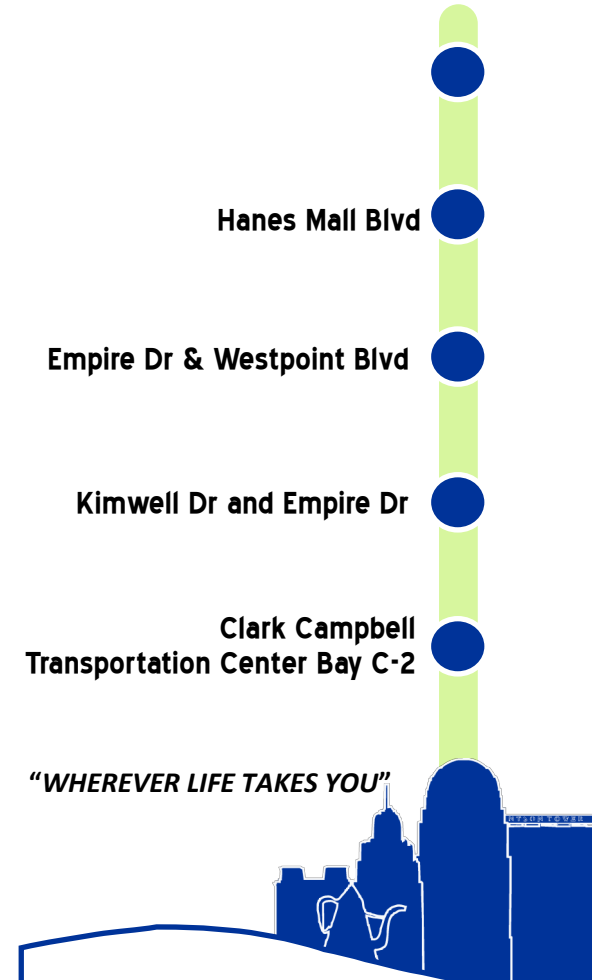 Hanes Mall Blvd
Empire Dr & Westpoint Blvd
Kimwell Dr and Empire Dr
Clark Campbell
Transportation Center Bay C-2
“WHEREVER LIFE TAKES YOU”
TOWER